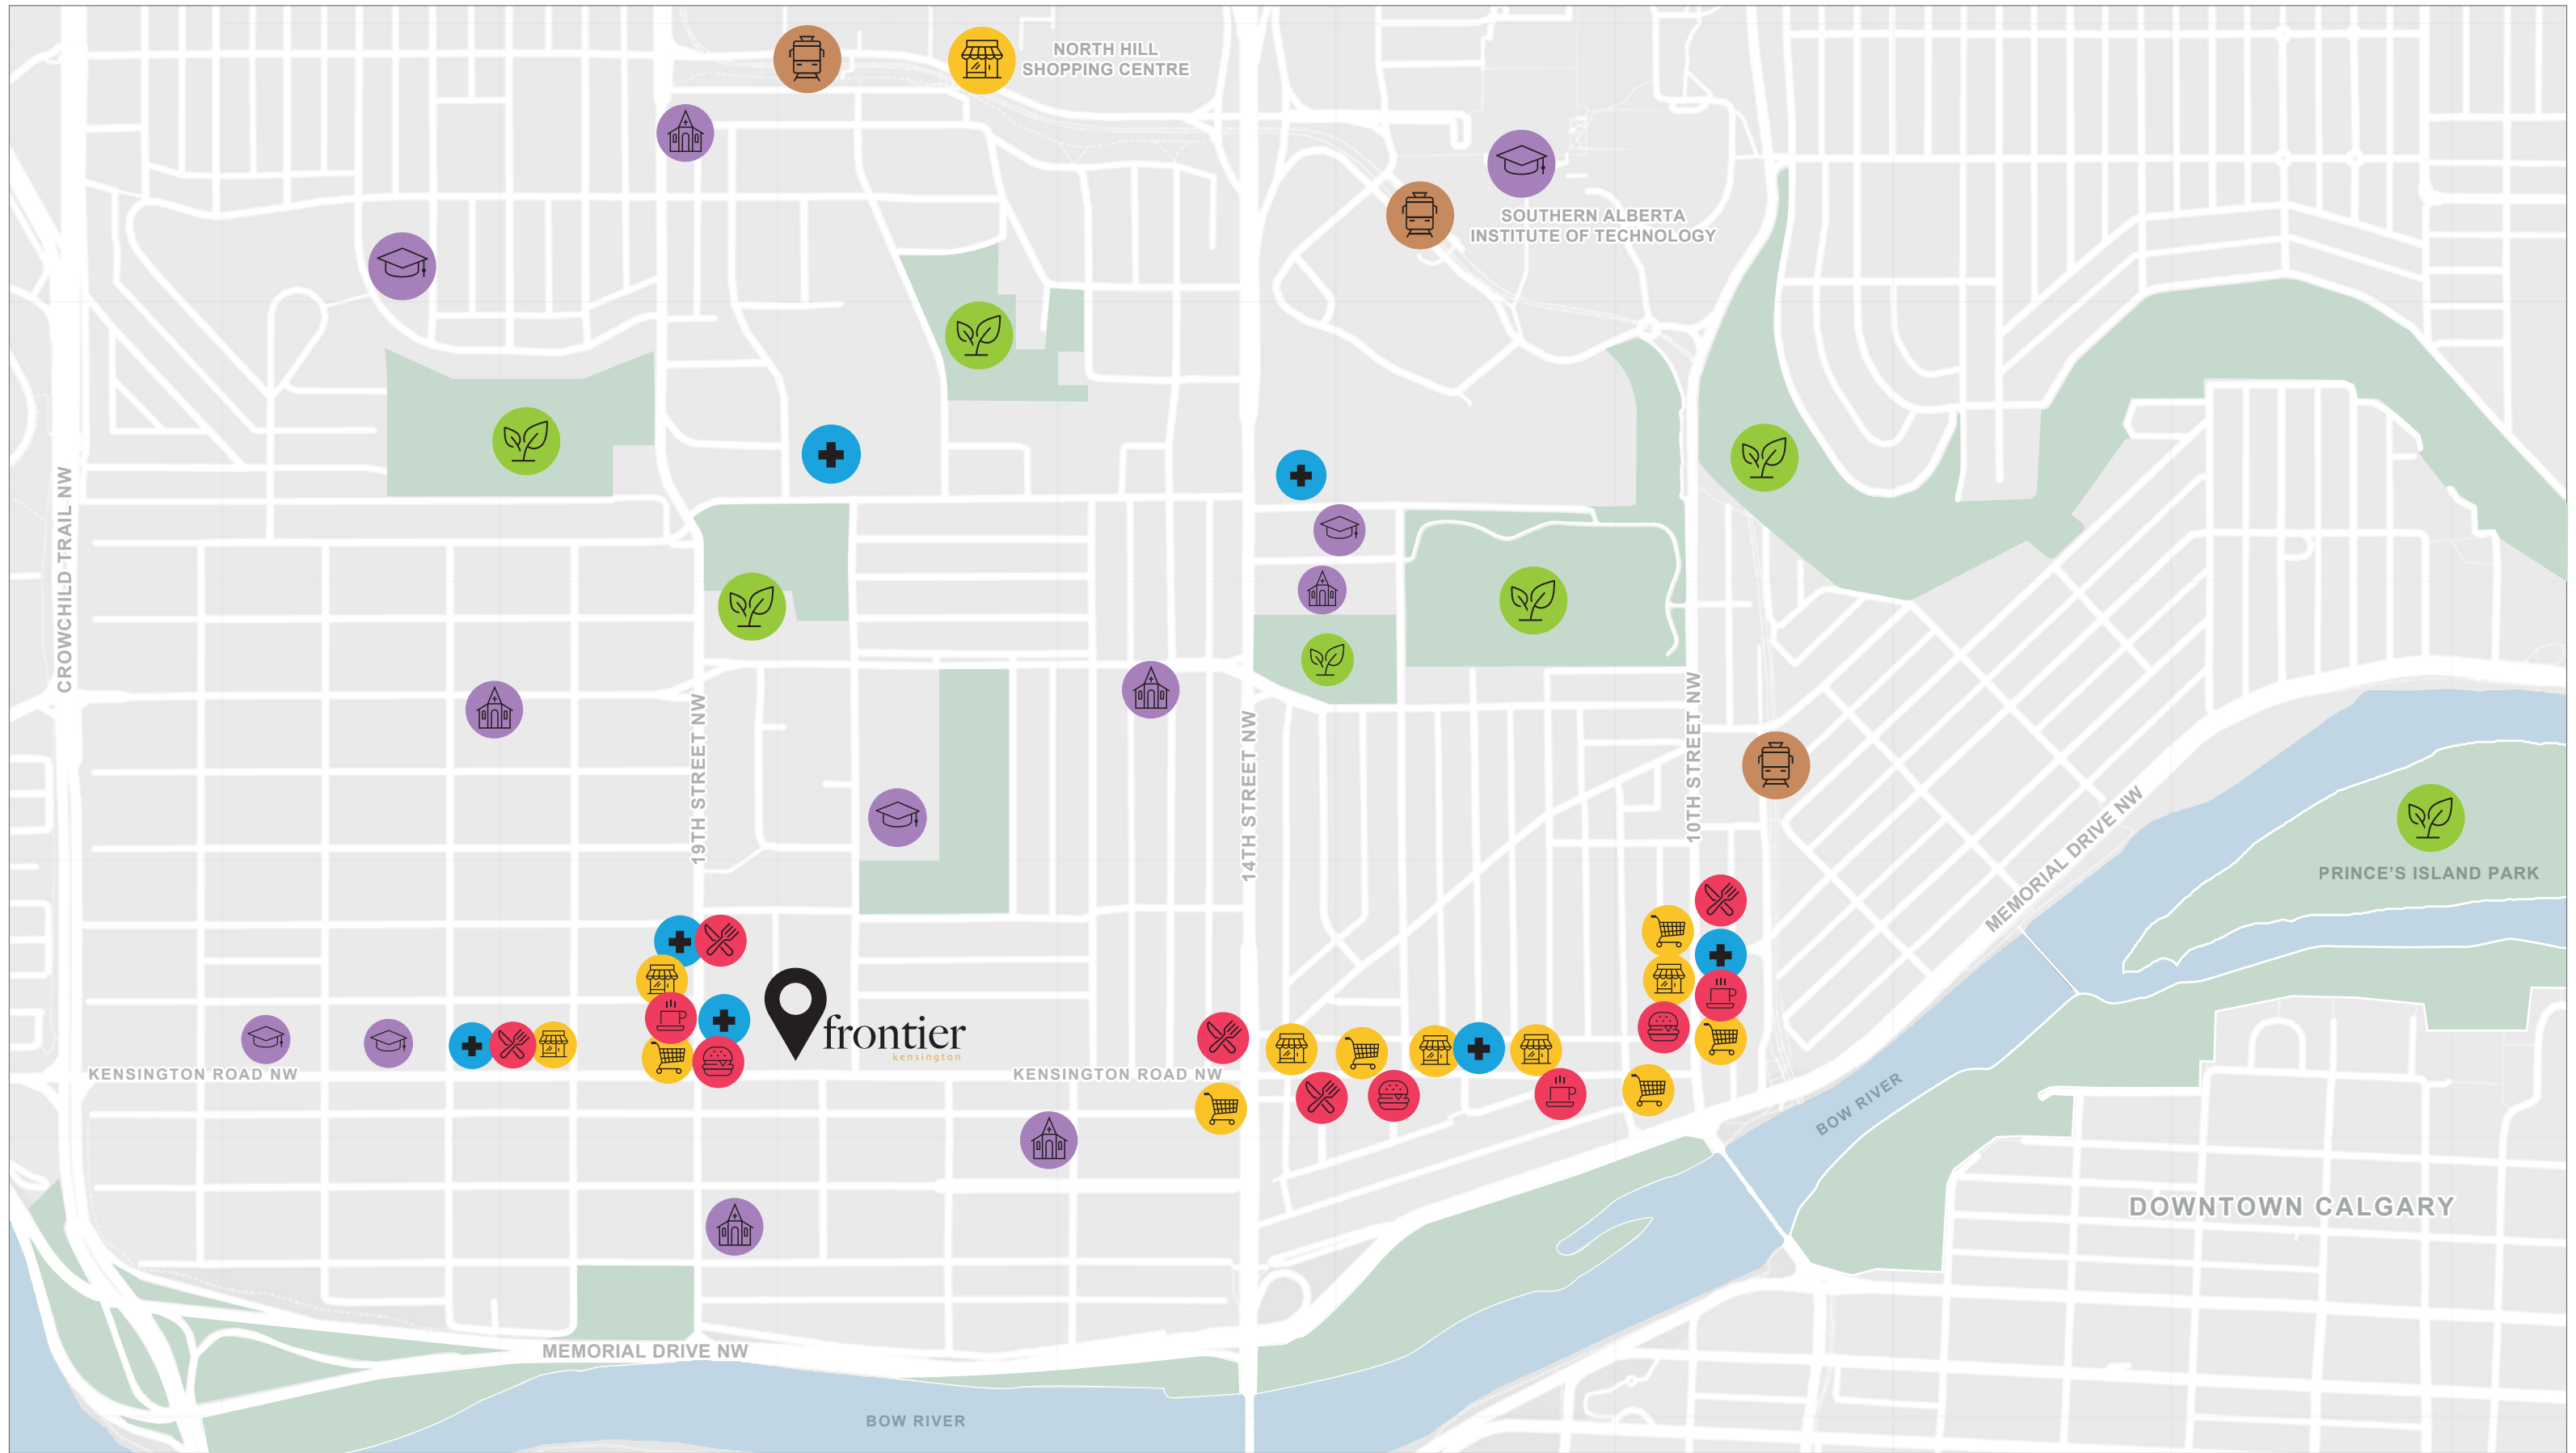 NORTH HILL
SHOPPING CENTRE
SOUTHERN ALBERTA
INSTITUTE OF TECHNOLOGY
CROWCHILD TRAIL NW
19TH STREET NW
14TH STREET NW
10TH STREET NW
MEMORIAL DRIVE NW
PRINCE'S ISLAND PARK
frontier
kensington
KENSINGTON ROAD NW
KENSINGTON ROAD NW
BOW RIVER
DOWNTOWN CALGARY
MEMORIAL DRIVE NW
BOW RIVER